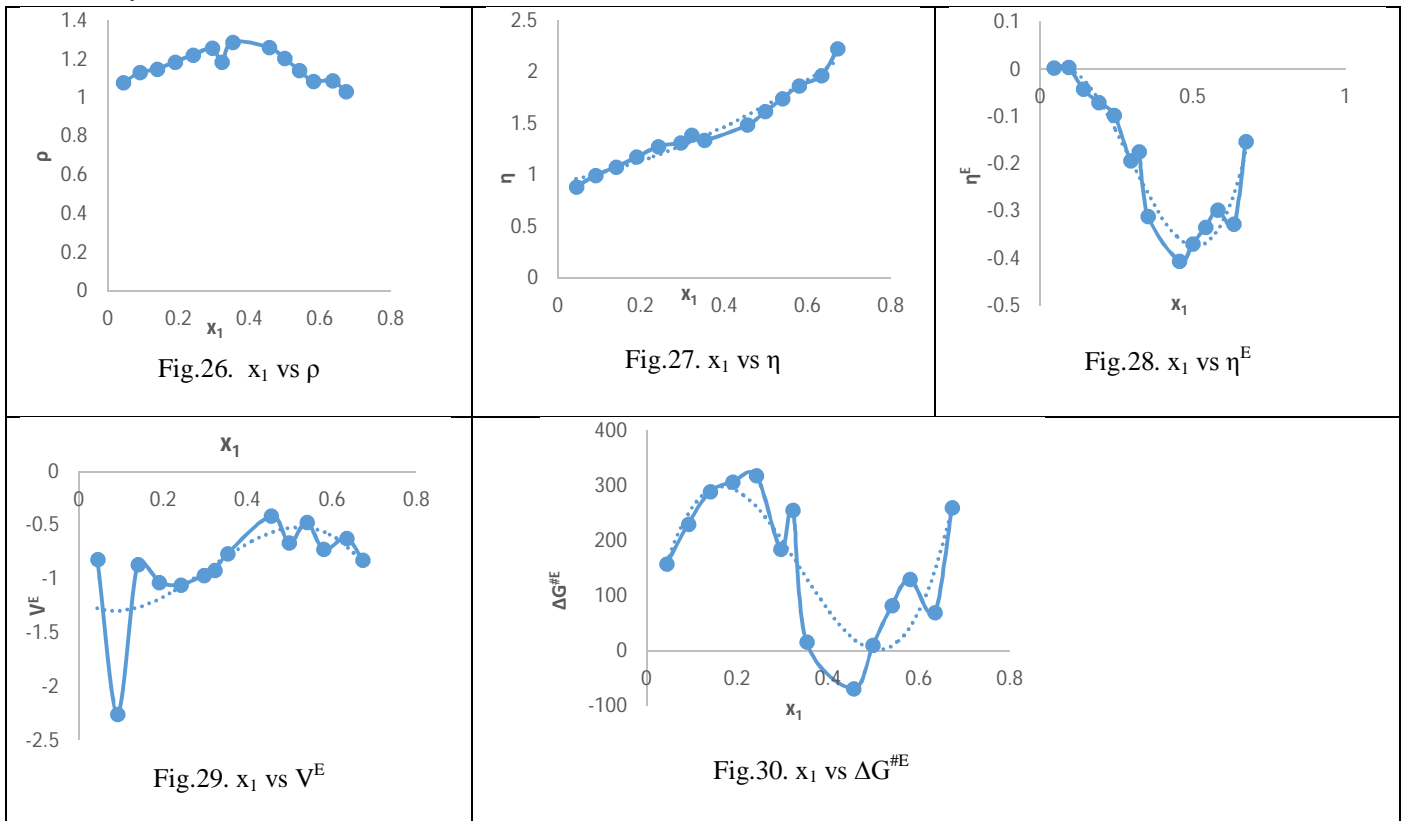 1.4
1.2
1
0.8
0.6
0.4
0.2
0
ρ
0 0.2 0.4 0.6 0.8
x₁
Fig.26. x₁ vs ρ
2.5
2
1.5
1
0.5
0
η
0 0.2 0.4 0.6 0.8
x₁
Fig.27. x₁ vs η
0
-0.1
-0.2
-0.3
-0.4
-0.5
ηᴱ
0 0.5 1
x₁
Fig.28. x₁ vs ηᴱ
x₁
0
-0.5
-1
-1.5
-2
-2.5
Vᴱ
0 0.2 0.4 0.6 0.8
Fig.29. x₁ vs Vᴱ
400
300
200
100
0
-100
ΔG#ᴱ
0 0.2 0.4 0.6 0.8
x₁
Fig.30. x₁ vs ΔG#ᴱ